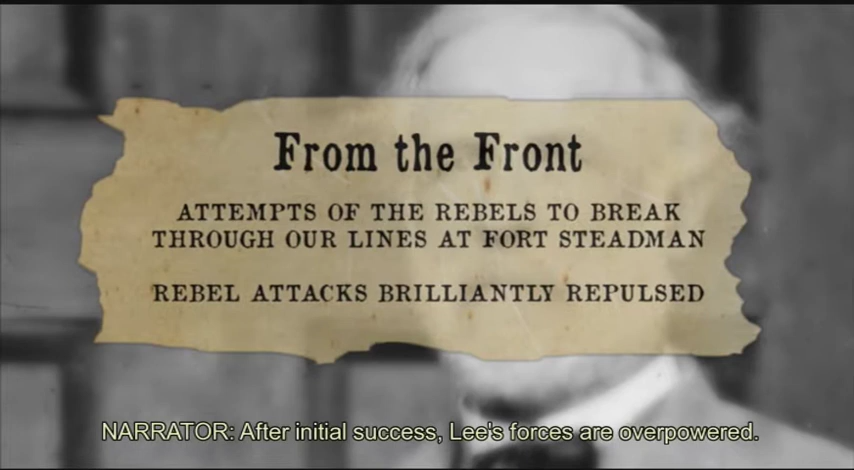 From the Front
ATTEMPTS OF THE REBELS TO BREAK
THROUGH OUR LINES AT FORT STEADMAN
REBEL ATTACKS BRILLIANTLY REPULSED
NARRATOR: After initial success, Lee's forces are overpowered.